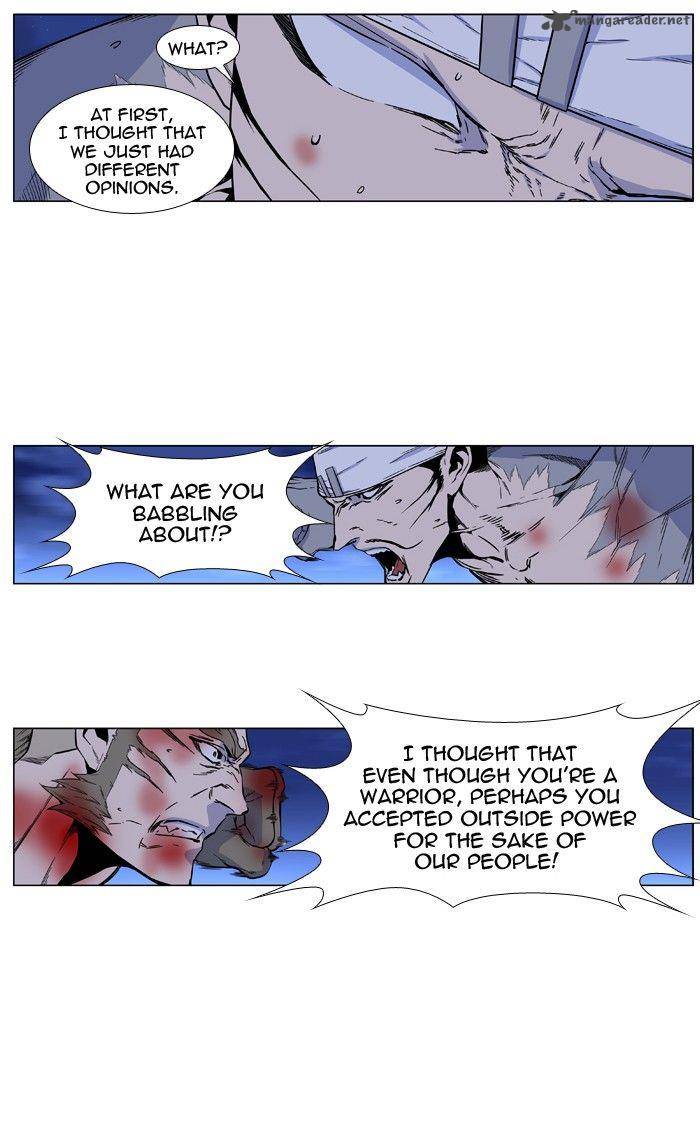 mangareader.net
WHAT?
AT FIRST,
I THOUGHT THAT
WE JUST HAD
DIFFERENT
OPINIONS.
WHAT ARE YOU
BABBLING
ABOUT!?
I THOUGHT THAT
EVEN THOUGH YOU'RE A
WARRIOR, PERHAPS YOU
ACCEPTED OUTSIDE POWER
FOR THE SAKE OF
OUR PEOPLE!